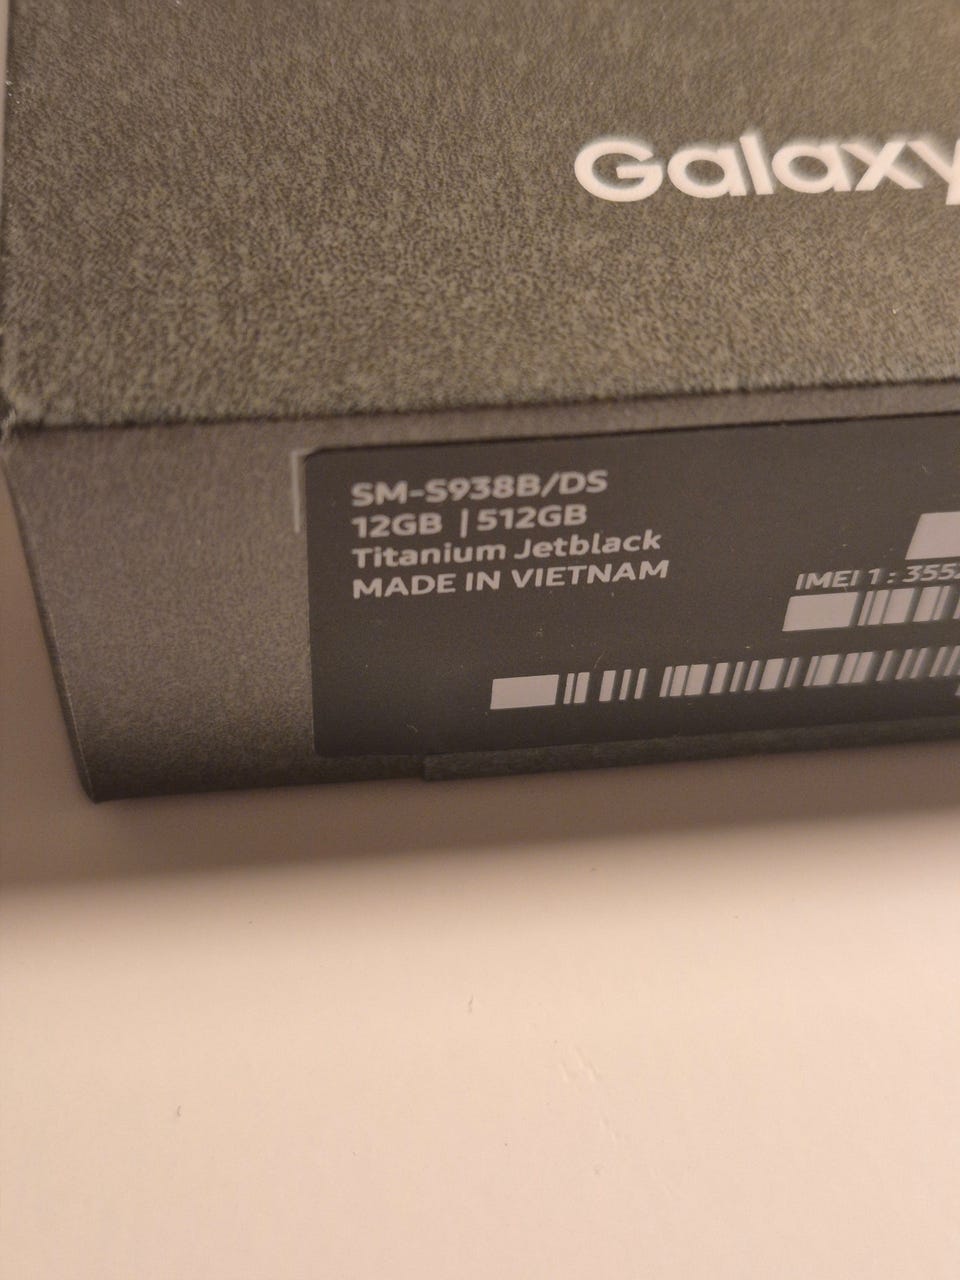 Galaxy
SM-S938B/DS
12GB | 512GB
Titanium Jetblack
MADE IN VIETNAM
IMEI 1 : 355